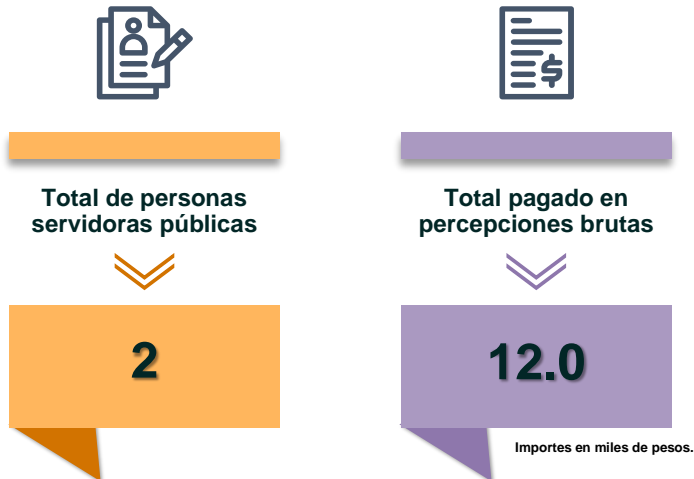 Total de personas
servidoras públicas
2
Total pagado en
percepciones brutas
12.0
Importes en miles de pesos.